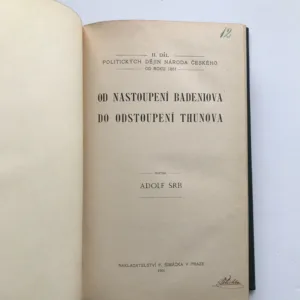 12
II. DÍL
POLITICKÝCH DĚJIN NÁRODA ČESKÉHO
OD ROKU 1861
OD NASTOUPENÍ BADENIOVA
DO ODSTOUPENÍ THUNOVA
ADOLF SRB
NAKLADATELSTVÍ F. ŠIMÁČKA V PRAZE